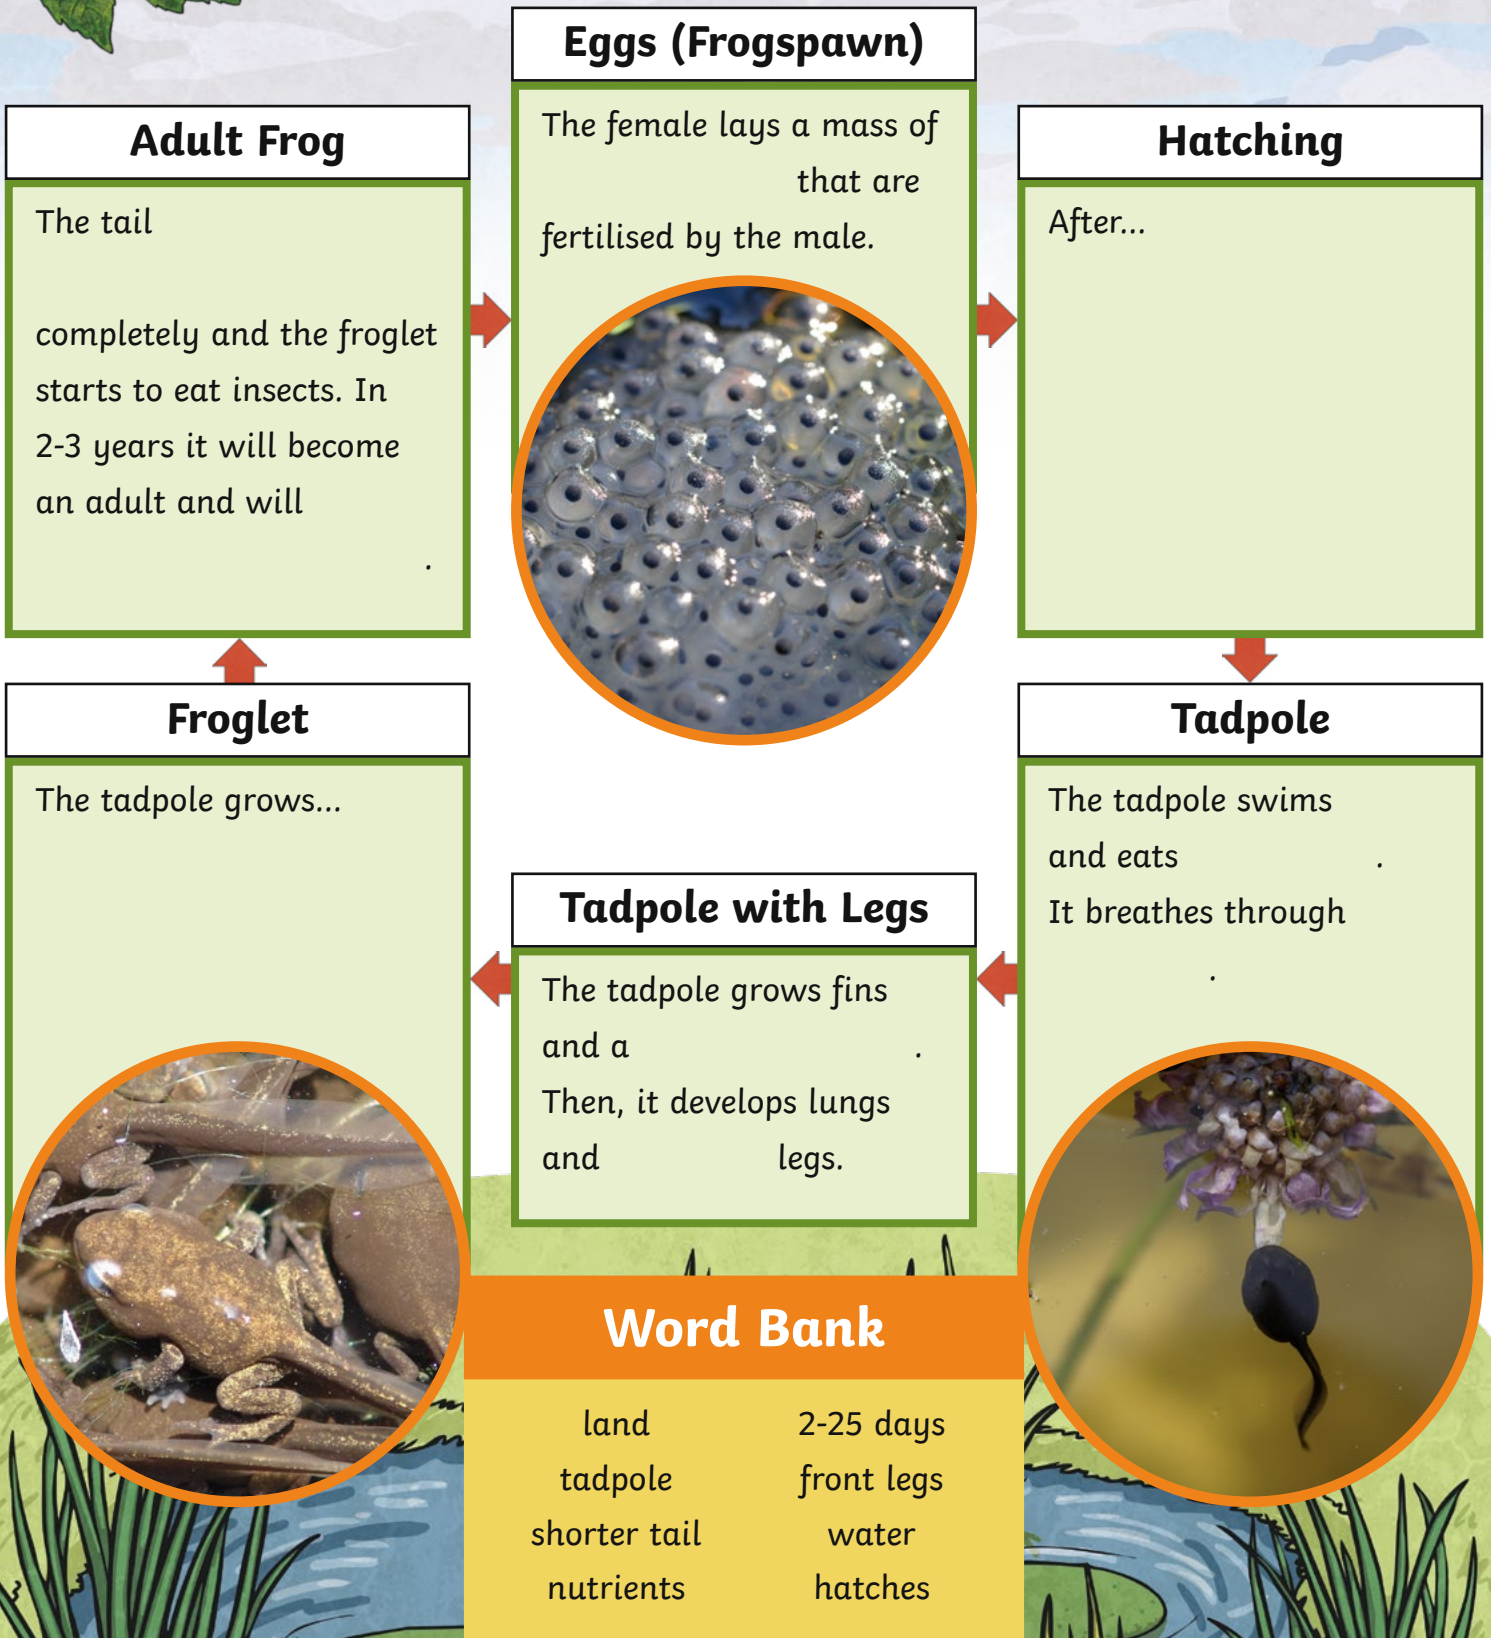 Eggs (Frogspawn)
The female lays a mass of
that are
fertilised by the male.
Adult Frog
The tail
completely and the froglet
starts to eat insects. In
2-3 years it will become
an adult and will
.
Hatching
After...
Froglet
The tadpole grows...
Tadpole with Legs
The tadpole grows fins
and a .
Then, it develops lungs
and legs.
Tadpole
The tadpole swims
and eats .
It breathes through
.
Word Bank
land
tadpole
shorter tail
nutrients
2-25 days
front legs
water
hatches